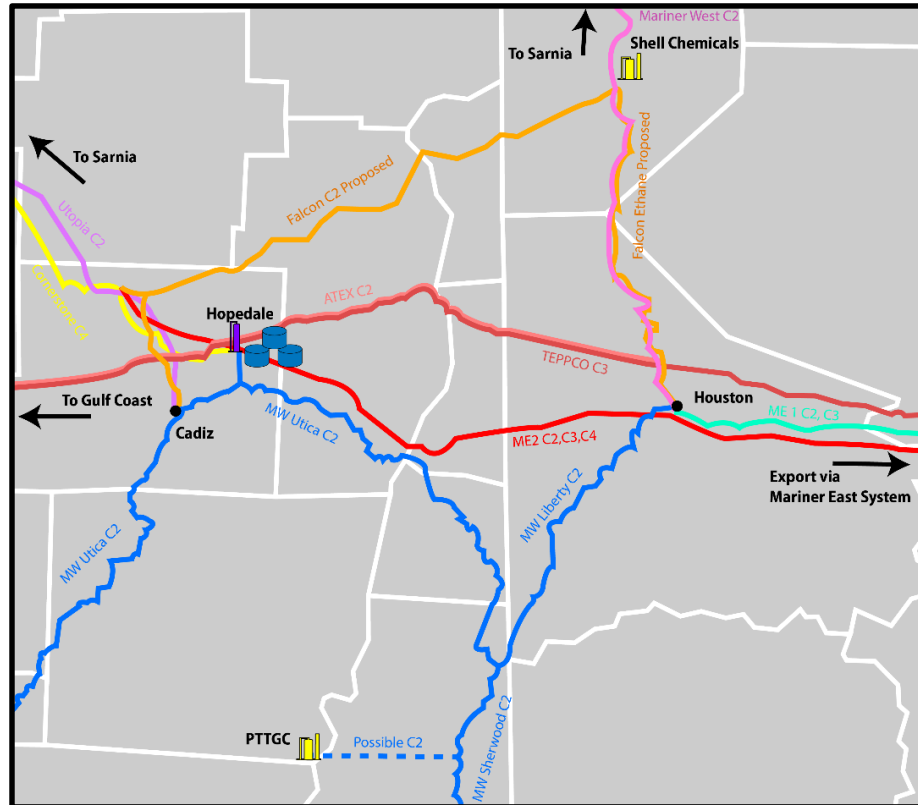 Mariner West C2
Shell Chemicals
To Sarnia
To Sarnia
Falcon C2 Proposed
Falcon Ethane Proposed
Utopia C2
Cornerstone C4
ATEX C2
Hopedale
TEPPCO C3
To Gulf Coast
Cadiz
MW Utica C2
Houston
ME 1 C2, C3
ME2 C2,C3,C4
Export via
Mariner East System
MW Liberty C2
MW Utica C2
MW Sherwood C2
PTTGC
Possible C2